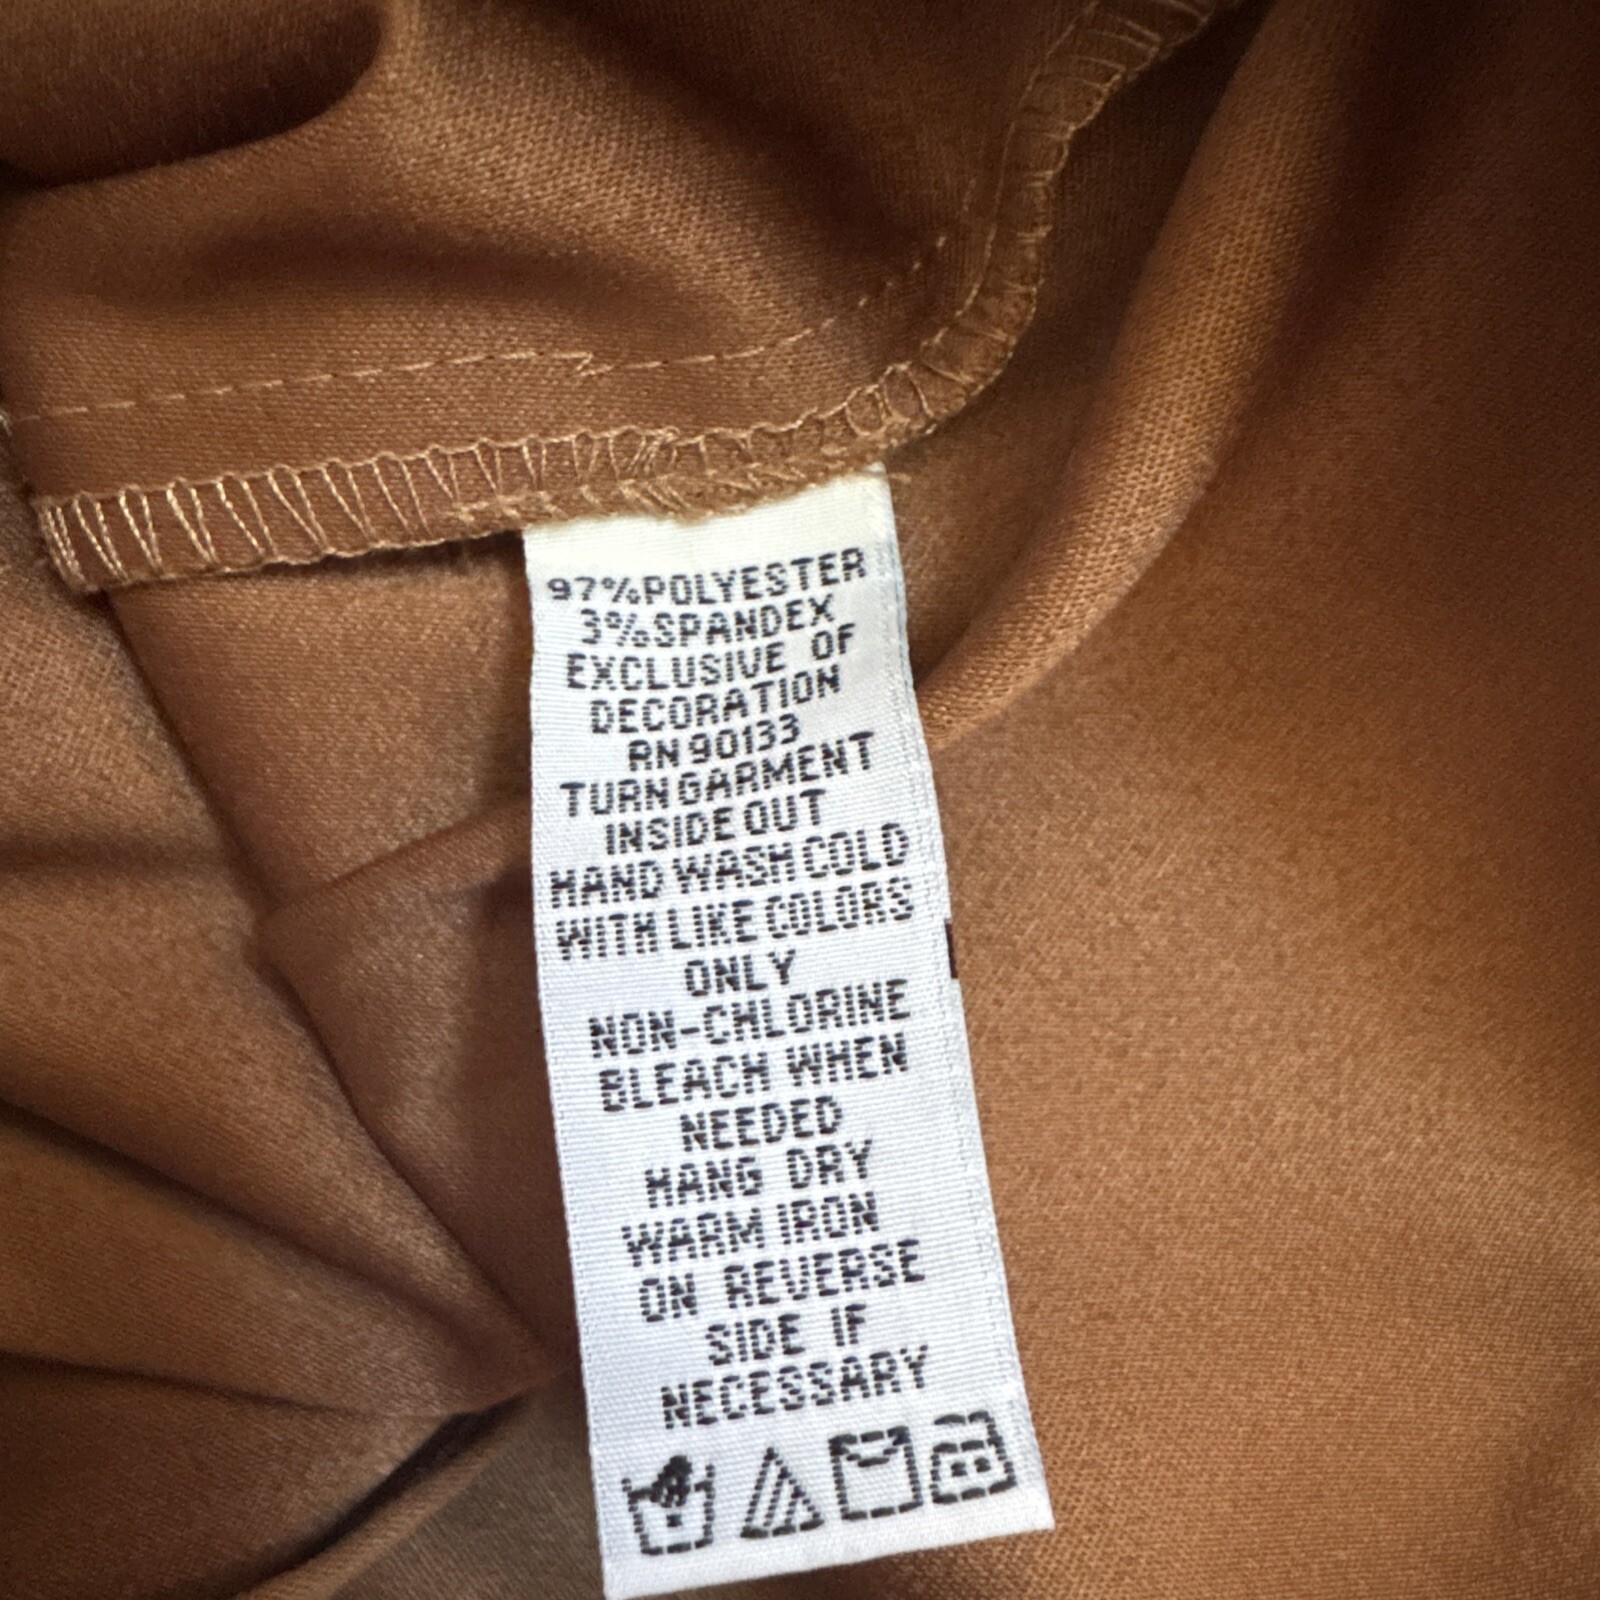 97%POLYESTER
3%SPANDEX
EXCLUSIVE OF
DECORATION
RN 90133
TURN GARMENT
INSIDE OUT
HAND WASH COLD
WITH LIKE COLORS
ONLY
NON-CHLORINE
BLEACH WHEN
NEEDED
HANG DRY
WARM IRON
ON REVERSE
SIDE IF
NECESSARY